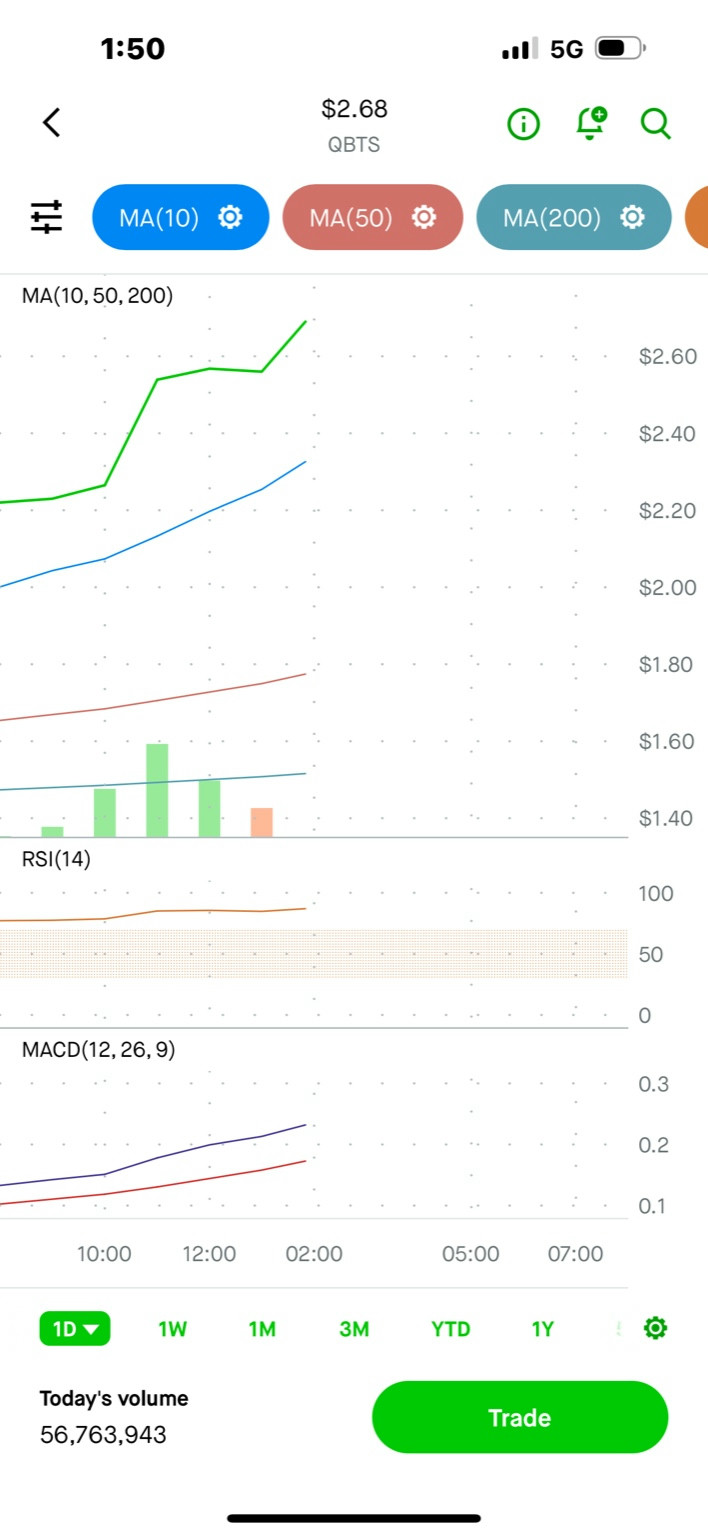 1:50 5G
$2.68
QBTS
MA(10) MA(50) MA(200)
MA(10,50,200)
$2.60
$2.40
$2.20
$2.00
$1.80
$1.60
$1.40
RSI(14)
100
50
0
MACD(12,26,9)
0.3
0.2
0.1
10:00 12:00 02:00 05:00 07:00
1D 1W 1M 3M YTD 1Y
Today's volume
56,763,943
Trade